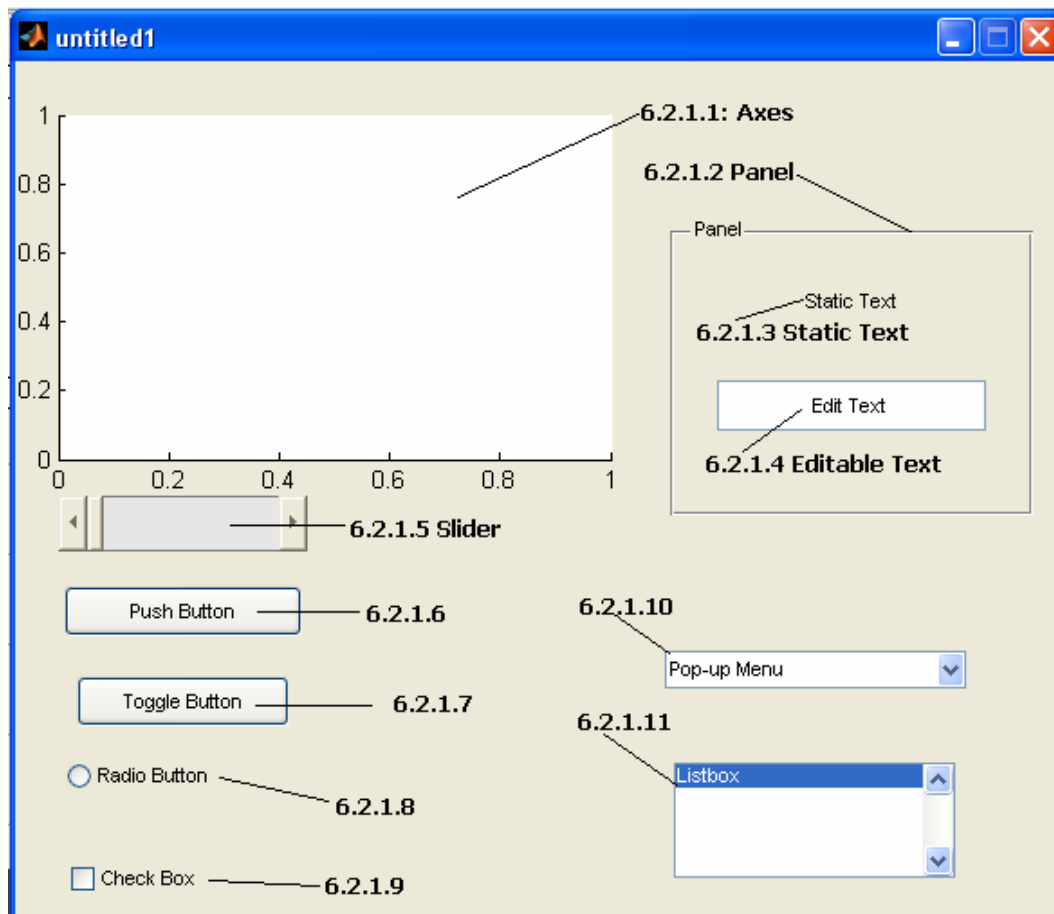 untitled1
1
0.8
0.6
0.4
0.2
0
0 0.2 0.4 0.6 0.8 1
6.2.1.1: Axes
6.2.1.2 Panel
Panel
Static Text
6.2.1.3 Static Text
Edit Text
6.2.1.4 Editable Text
6.2.1.5 Slider
Push Button 6.2.1.6
Toggle Button 6.2.1.7
Radio Button
6.2.1.8
Check Box 6.2.1.9
6.2.1.10
Pop-up Menu
6.2.1.11
Listbox